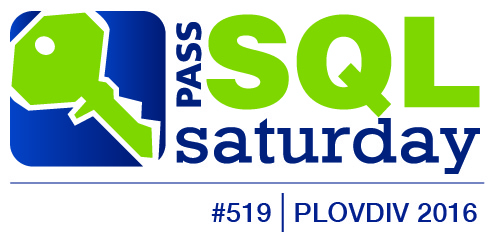 PASS
SQL
saturday
#519 | PLOVDIV 2016